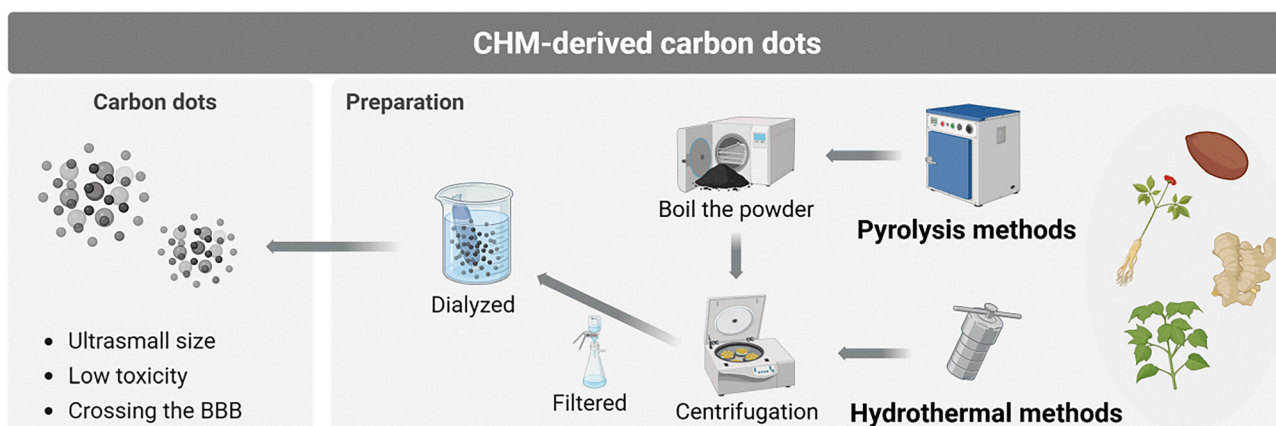 CHM-derived carbon dots
Carbon dots
Ultrasmall size
Low toxicity
Crossing the BBB
Preparation
Boil the powder
Pyrolysis methods
Dialyzed
Filtered
Centrifugation
Hydrothermal methods